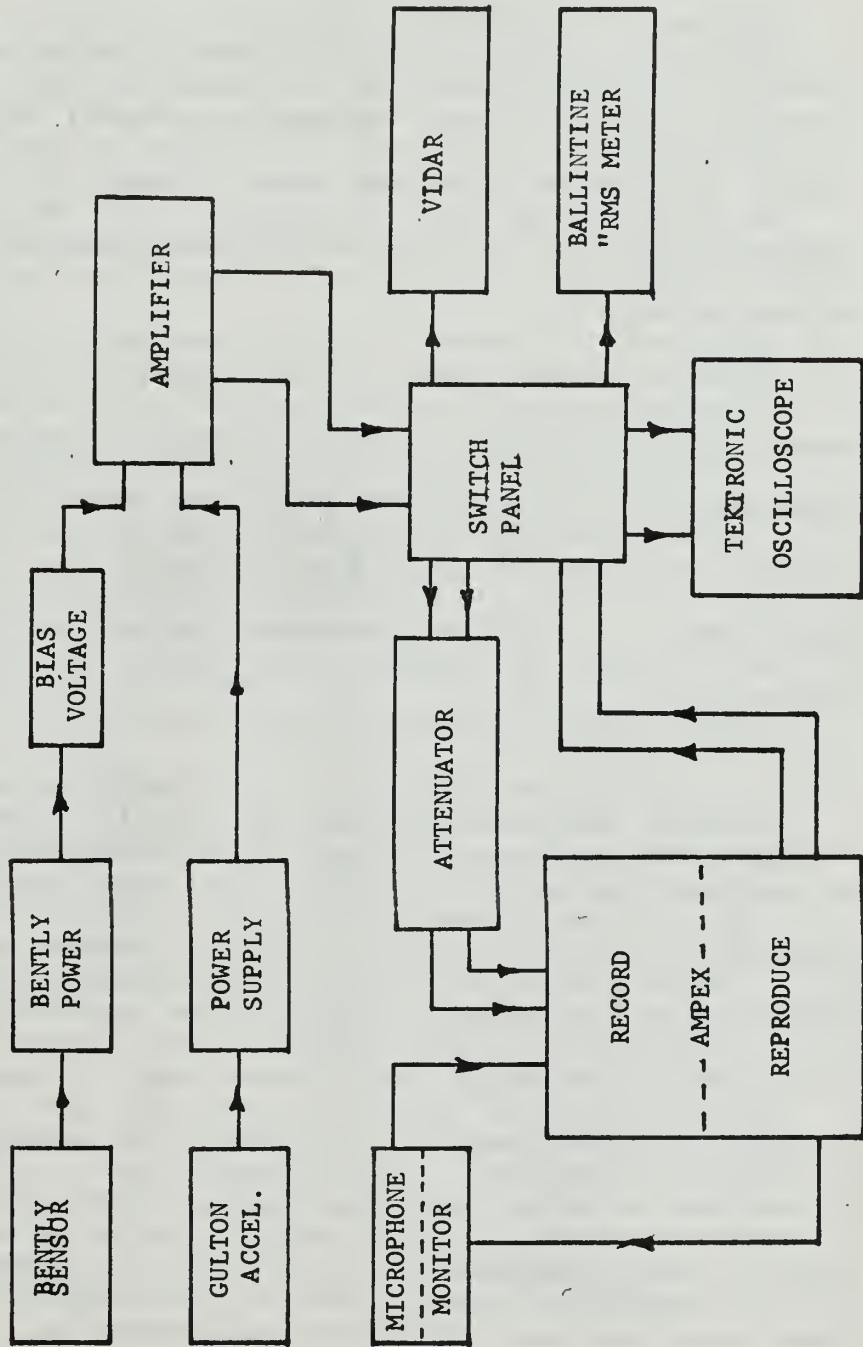 BENTLY
SENSOR
BENTLY
POWER
BIAS
VOLTAGE
AMPLIFIER
GULTON
ACCEL.
POWER
SUPPLY
VIDAR
BALLINTINE
"RMS METER
SWITCH
PANEL
ATTENUATOR
MICROPHONE
MONITOR
RECORD
AMPEX
REPRODUCE
TEKTRONIC
OSCILLOSCOPE